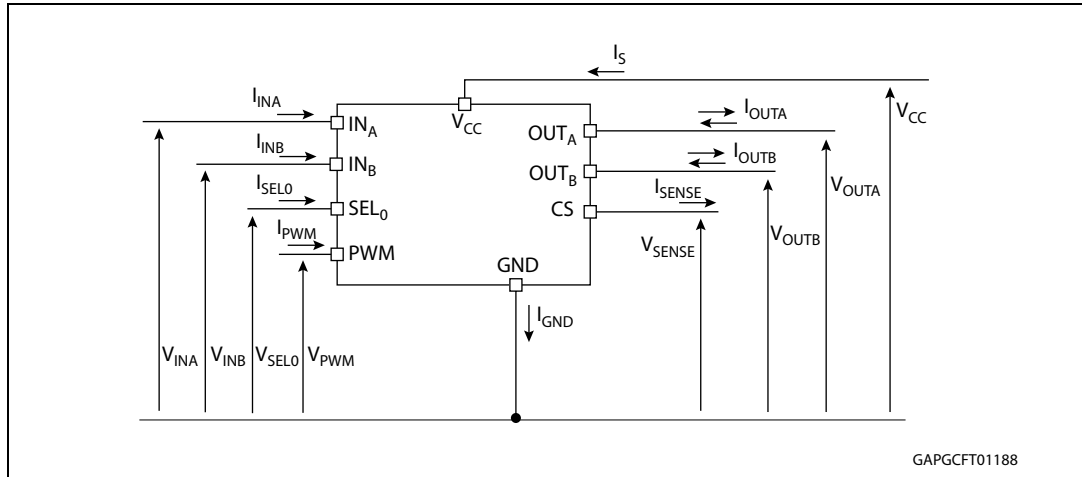 I_S
V_CC
I_INA
IN_A
V_CC
OUT_A
I_OUTA
I_INB
IN_B
OUT_B
I_OUTB
I_SEL0
SEL_0
CS
I_SENSE
V_OUTA
I_PWM
PWM
GND
V_SENSE
V_OUTB
I_GND
V_INA
V_INB
V_SEL0
V_PWM
GAPGCFT01188